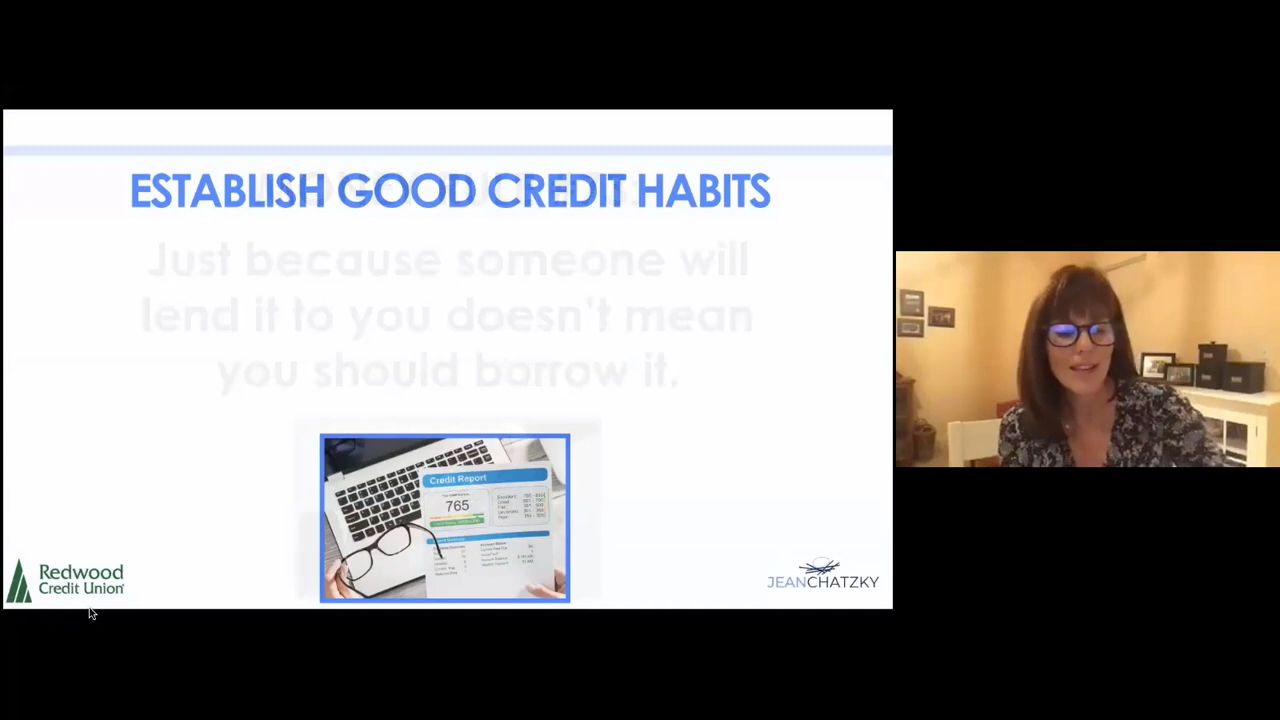 ESTABLISH GOOD CREDIT HABITS
Just because someone will
lend it to you doesn't mean
you should borrow it.
Credit Report
765
Redwood
Credit Union
JEANCHATZKY